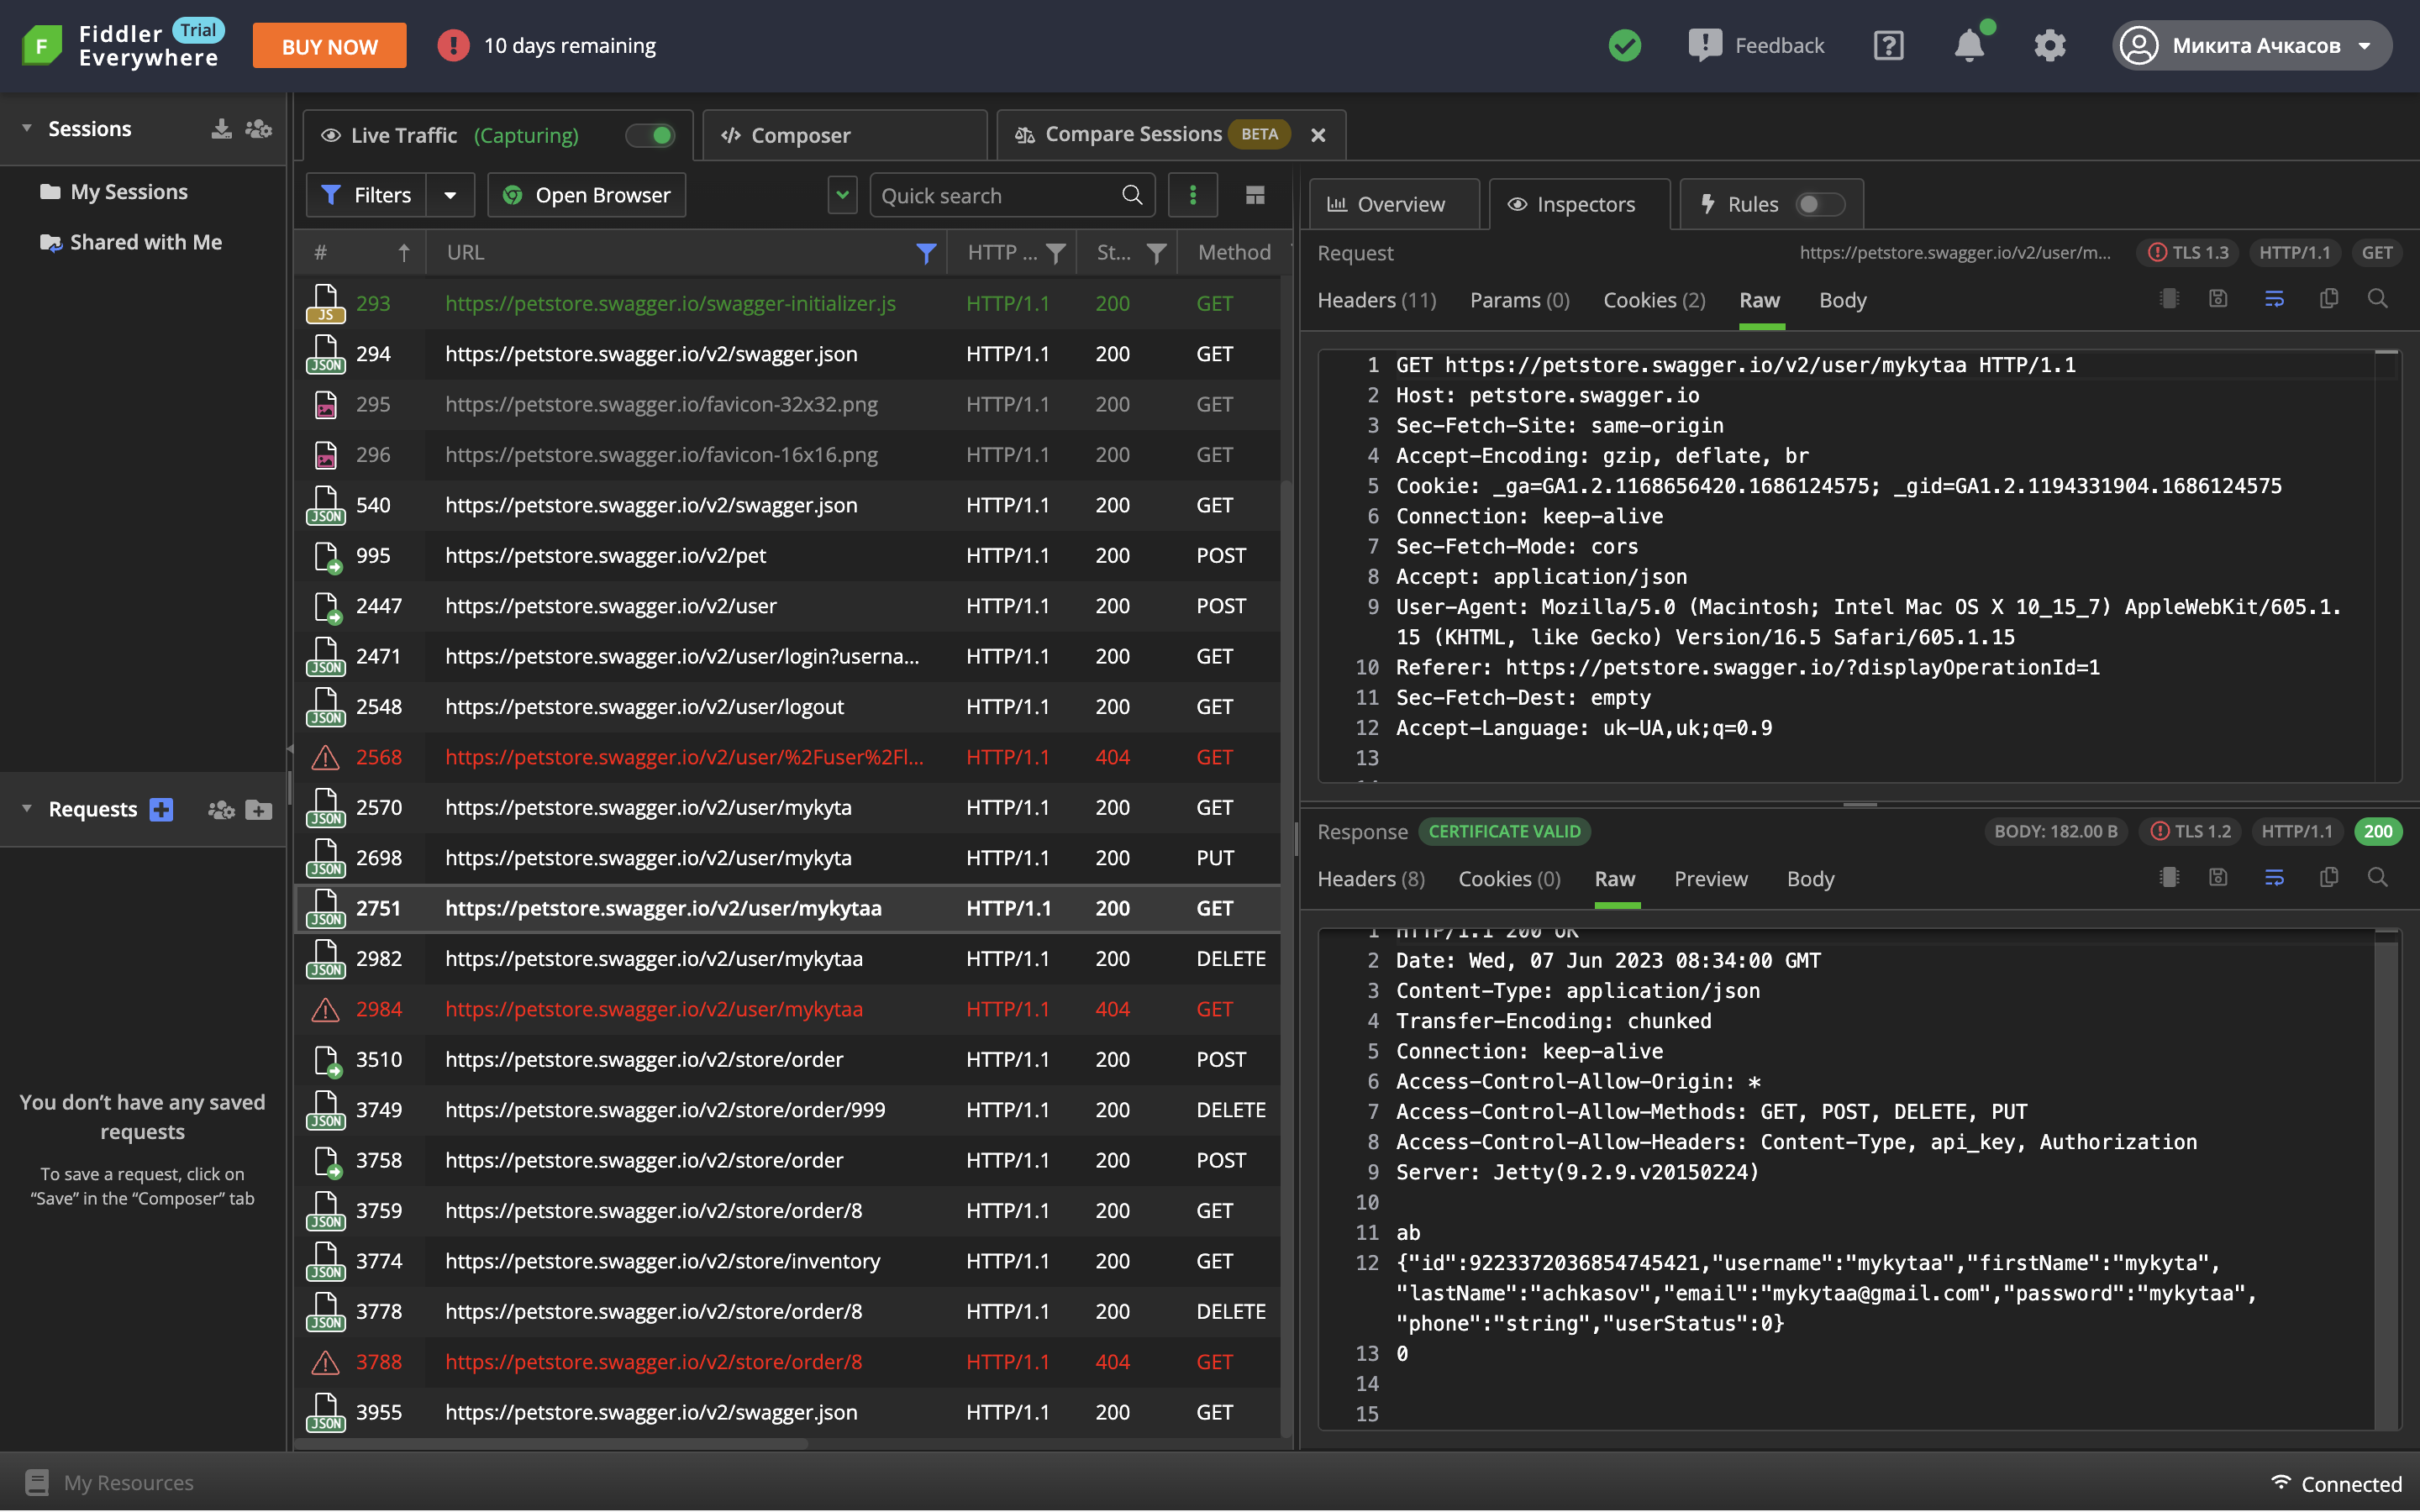 Fiddler Everywhere Trial
BUY NOW
10 days remaining
Feedback
Микита Ачкасов
Sessions
My Sessions
Shared with Me
Requests
You don’t have any saved
requests
To save a request, click on
“Save” in the “Composer” tab
Live Traffic (Capturing)
Composer
Compare Sessions BETA
Filters
Open Browser
Quick search
# URL HTTP ... St... Method
JS 293 https://petstore.swagger.io/swagger-initializer.js HTTP/1.1 200 GET
JSON 294 https://petstore.swagger.io/v2/swagger.json HTTP/1.1 200 GET
295 https://petstore.swagger.io/favicon-32x32.png HTTP/1.1 200 GET
296 https://petstore.swagger.io/favicon-16x16.png HTTP/1.1 200 GET
JSON 540 https://petstore.swagger.io/v2/swagger.json HTTP/1.1 200 GET
995 https://petstore.swagger.io/v2/pet HTTP/1.1 200 POST
2447 https://petstore.swagger.io/v2/user HTTP/1.1 200 POST
JSON 2471 https://petstore.swagger.io/v2/user/login?userna... HTTP/1.1 200 GET
JSON 2548 https://petstore.swagger.io/v2/user/logout HTTP/1.1 200 GET
2568 https://petstore.swagger.io/v2/user/%2Fuser%2Fl... HTTP/1.1 404 GET
JSON 2570 https://petstore.swagger.io/v2/user/mykyta HTTP/1.1 200 GET
JSON 2698 https://petstore.swagger.io/v2/user/mykyta HTTP/1.1 200 PUT
JSON 2751 https://petstore.swagger.io/v2/user/mykytaa HTTP/1.1 200 GET
JSON 2982 https://petstore.swagger.io/v2/user/mykytaa HTTP/1.1 200 DELETE
2984 https://petstore.swagger.io/v2/user/mykytaa HTTP/1.1 404 GET
3510 https://petstore.swagger.io/v2/store/order HTTP/1.1 200 POST
JSON 3749 https://petstore.swagger.io/v2/store/order/999 HTTP/1.1 200 DELETE
3758 https://petstore.swagger.io/v2/store/order HTTP/1.1 200 POST
JSON 3759 https://petstore.swagger.io/v2/store/order/8 HTTP/1.1 200 GET
JSON 3774 https://petstore.swagger.io/v2/store/inventory HTTP/1.1 200 GET
JSON 3778 https://petstore.swagger.io/v2/store/order/8 HTTP/1.1 200 DELETE
3788 https://petstore.swagger.io/v2/store/order/8 HTTP/1.1 404 GET
JSON 3955 https://petstore.swagger.io/v2/swagger.json HTTP/1.1 200 GET
Overview
Inspectors
Rules
Request https://petstore.swagger.io/v2/user/m... TLS 1.3 HTTP/1.1 GET
Headers (11) Params (0) Cookies (2) Raw Body
1 GET https://petstore.swagger.io/v2/user/mykytaa HTTP/1.1
2 Host: petstore.swagger.io
3 Sec-Fetch-Site: same-origin
4 Accept-Encoding: gzip, deflate, br
5 Cookie: _ga=GA1.2.1168656420.1686124575; _gid=GA1.2.1194331904.1686124575
6 Connection: keep-alive
7 Sec-Fetch-Mode: cors
8 Accept: application/json
9 User-Agent: Mozilla/5.0 (Macintosh; Intel Mac OS X 10_15_7) AppleWebKit/605.1.
15 (KHTML, like Gecko) Version/16.5 Safari/605.1.15
10 Referer: https://petstore.swagger.io/?displayOperationId=1
11 Sec-Fetch-Dest: empty
12 Accept-Language: uk-UA,uk;q=0.9
13
Response CERTIFICATE VALID BODY: 182.00 B TLS 1.2 HTTP/1.1 200
Headers (8) Cookies (0) Raw Preview Body
1 HTTP/1.1 200 OK
2 Date: Wed, 07 Jun 2023 08:34:00 GMT
3 Content-Type: application/json
4 Transfer-Encoding: chunked
5 Connection: keep-alive
6 Access-Control-Allow-Origin: *
7 Access-Control-Allow-Methods: GET, POST, DELETE, PUT
8 Access-Control-Allow-Headers: Content-Type, api_key, Authorization
9 Server: Jetty(9.2.9.v20150224)
10
11 ab
12 {"id":9223372036854745421,"username":"mykytaa","firstName":"mykyta",
"lastName":"achkasov","email":"mykytaa@gmail.com","password":"mykytaa",
"phone":"string","userStatus":0}
13 0
14
15
My Resources
Connected